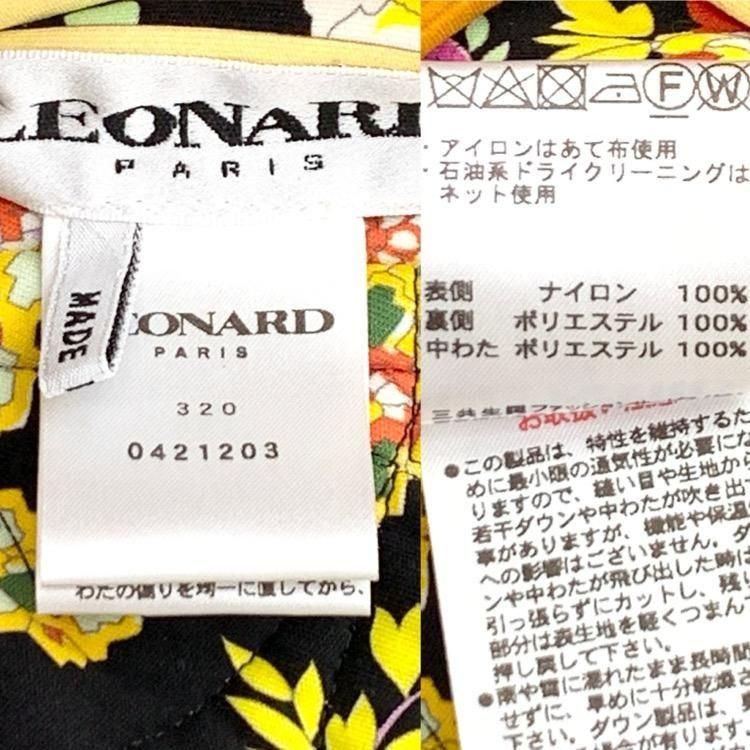 LEONARD
PARIS
MADE
LEONARD
PARIS
320
0421203
わたの偏りを均一に直してから、
F W
・アイロンはあて布使用
・石油系ドライクリーニングは
ネット使用
表側 ナイロン 100%
裏側 ポリエステル 100%
中わた ポリエステル 100%
●この製品は、特性を維持するた
めに最小限の通気性が必要にな
りますので、縫い目や生地から
若干ダウンや中わたが吹き出
事がありますが、機能や保温
への影響はございません。ダ
ンや中わたが飛び出した時は
引っ張らずにカットし、残
部分は表生地を軽くつまん
押し戻して下さい。
●雨や雪に濡れたまま長時間
せずに、早めに十分乾燥さ
下さい。ダウン製品は、